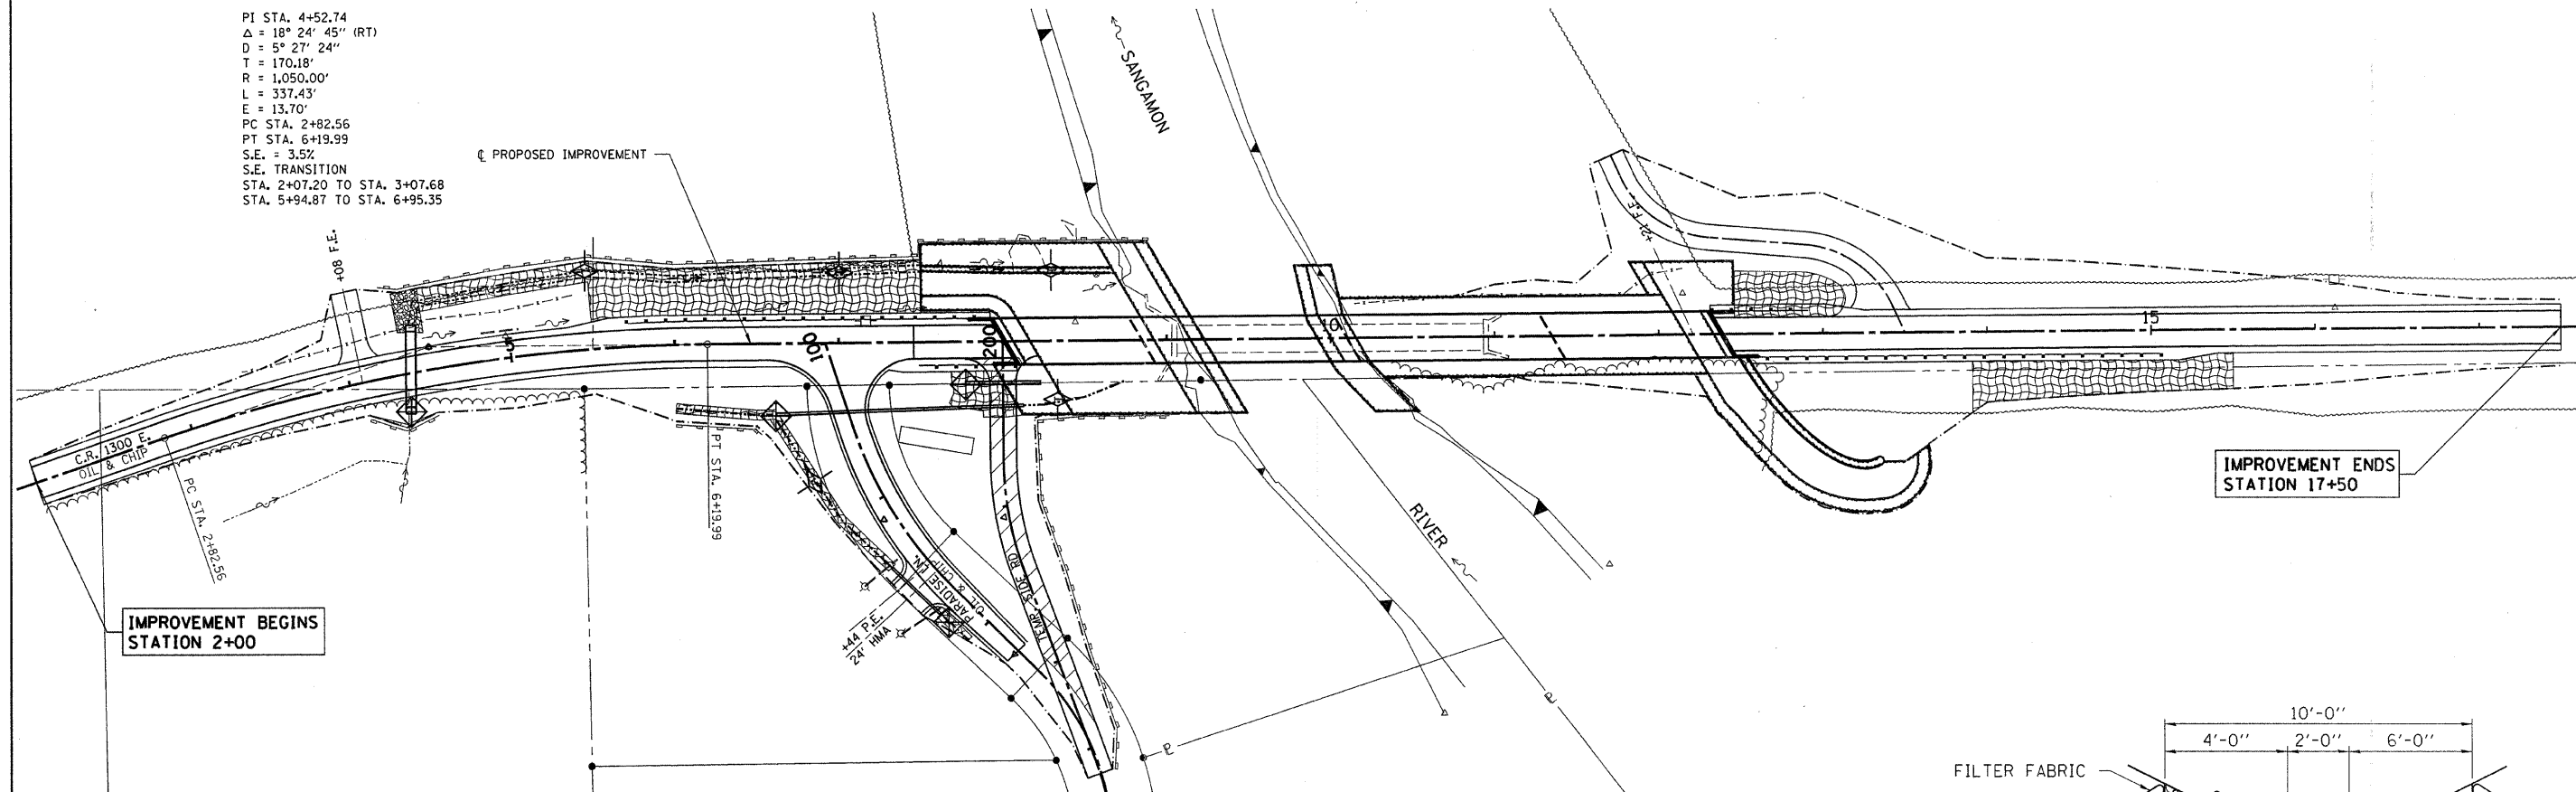 PI STA. 4+52.74
Δ = 18° 24' 45" (RT)
D = 5° 27' 24"
T = 170.18'
R = 1,050.00'
L = 337.43'
E = 13.70'
PC STA. 2+82.56
PT STA. 6+19.99
S.E. = 3.5%
S.E. TRANSITION
STA. 2+07.20 TO STA. 3+07.68
STA. 5+94.87 TO STA. 6+95.35
℄ PROPOSED IMPROVEMENT
SANGAMON
RIVER
+08 F.E.
+21 F.E.
5
100
200
10
15
C.R. 1300 E.
OIL & CHIP
PC STA. 2+82.56
PT STA. 6+19.99
IMPROVEMENT BEGINS
STATION 2+00
IMPROVEMENT ENDS
STATION 17+50
PARADISE LN.
OIL & CHIP
TEMP. SIDE RD
+44 P.E.
24' HMA
℄
℄
10'-0"
4'-0"
2'-0"
6'-0"
FILTER FABRIC